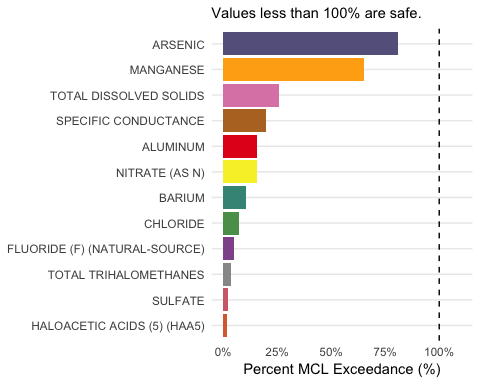 Values less than 100% are safe.
ARSENIC
MANGANESE
TOTAL DISSOLVED SOLIDS
SPECIFIC CONDUCTANCE
ALUMINUM
NITRATE (AS N)
BARIUM
CHLORIDE
FLUORIDE (F) (NATURAL-SOURCE)
TOTAL TRIHALOMETHANES
SULFATE
HALOACETIC ACIDS (5) (HAA5)
0% 25% 50% 75% 100%
Percent MCL Exceedance (%)